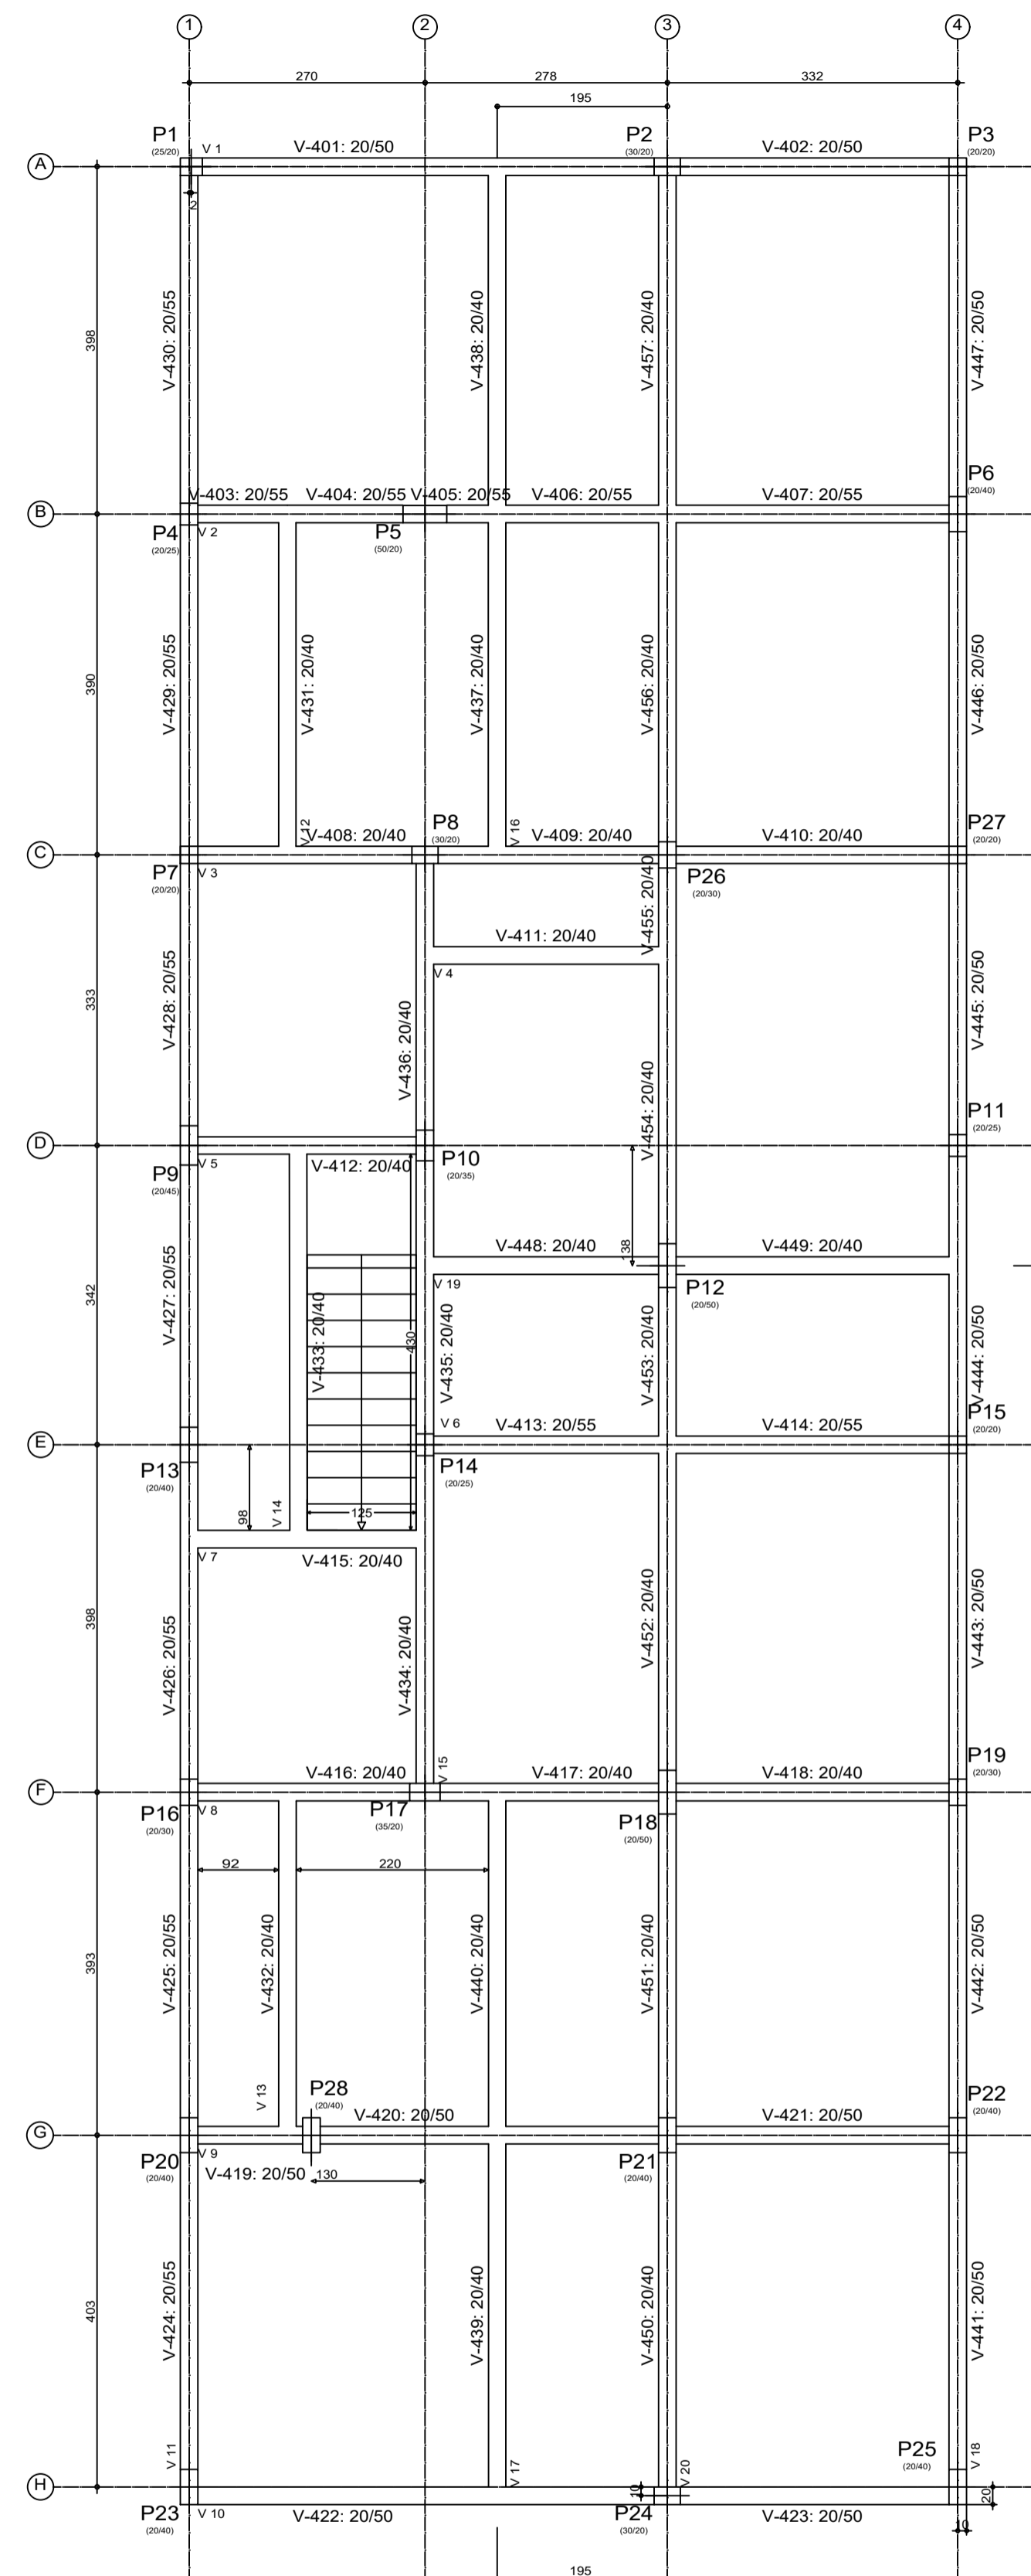 1 2 3 4
270 278 332
195
P1 P2 P3
(25/20) V 1 V-401: 20/50 (30/20) V-402: 20/50 (20/20)
A
2
398 V-430: 20/55 V-438: 20/40 V-457: 20/40 V-447: 20/50
P6
(20/40)
V-403: 20/55 V-404: 20/55 V-405: 20/55 V-406: 20/55 V-407: 20/55
B
P4 V 2 P5
(20/25) (50/20)
390 V-429: 20/55 V-431: 20/40 V-437: 20/40 V-456: 20/40 V-446: 20/50
P8 P27
V 12 V-408: 20/40 (30/20) V 16 V-409: 20/40 V-410: 20/40 (20/20)
C
P7 V 3 P26
(20/20) (20/30)
V-455: 20/40
V-411: 20/40
V 4
333 V-428: 20/55 V-436: 20/40 V-445: 20/50
V-454: 20/40
P11
(20/25)
D
P9 V 5 V-412: 20/40 P10
(20/45) (20/35)
V-448: 20/40 138 V-449: 20/40
V 19 P12
(20/50)
342 V-427: 20/55 V-433: 20/40 430 V-435: 20/40 V-453: 20/40 V-444: 20/50
P15
V 6 V-413: 20/55 V-414: 20/55 (20/20)
E
P13 P14
(20/40) (20/25)
98 V 14 125
V 7 V-415: 20/40
398 V-426: 20/55 V-434: 20/40 V-452: 20/40 V-443: 20/50
P19
V-416: 20/40 V 15 V-417: 20/40 V-418: 20/40 (20/30)
F
P16 V 8 P17 P18
(20/30) (35/20) (20/50)
92 220
393 V-425: 20/55 V-432: 20/40 V-440: 20/40 V-451: 20/40 V-442: 20/50
V 13 P28 P22
(20/40) V-420: 20/50 V-421: 20/50 (20/40)
G
P20 V 9 P21
(20/40) V-419: 20/50 130 (20/40)
403 V-424: 20/55 V-439: 20/40 V-450: 20/40 V-441: 20/50
V 11 V 17 V 20 P25 V 18
(20/40)
H
10 20
P23 V 10 V-422: 20/50 P24 V-423: 20/50 10
(20/40) (30/20)
195